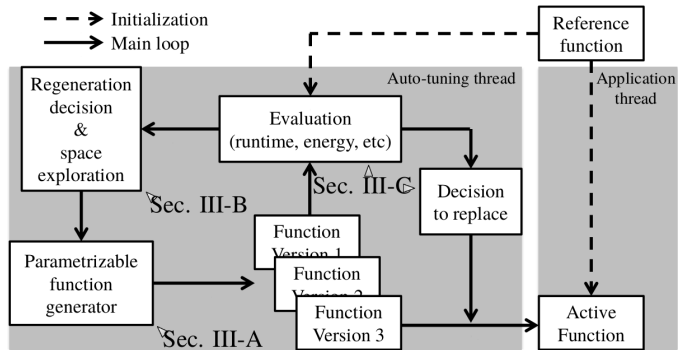 Initialization
Main loop
Reference
function
Auto-tuning thread
Application
thread
Regeneration
decision
&
space
exploration
Evaluation
(runtime, energy, etc)
Sec. III-C
Sec. III-B
Decision
to replace
Function
Version 1
Parametrizable
function
generator
Function
Version 2
Function
Version 3
Active
Function
Sec. III-A